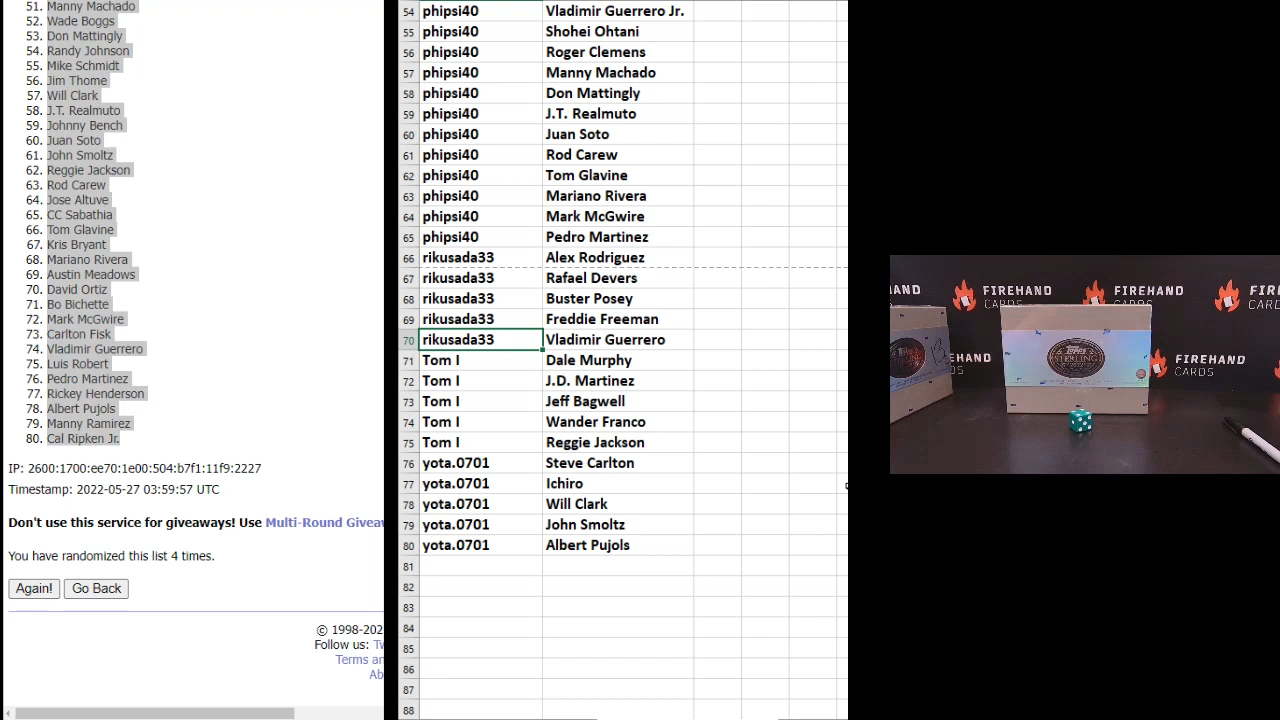 51. Manny Machado
52. Wade Boggs
53. Don Mattingly
54. Randy Johnson
55. Mike Schmidt
56. Jim Thome
57. Will Clark
58. J.T. Realmuto
59. Johnny Bench
60. Juan Soto
61. John Smoltz
62. Reggie Jackson
63. Rod Carew
64. Jose Altuve
65. CC Sabathia
66. Tom Glavine
67. Kris Bryant
68. Mariano Rivera
69. Austin Meadows
70. David Ortiz
71. Bo Bichette
72. Mark McGwire
73. Carlton Fisk
74. Vladimir Guerrero
75. Luis Robert
76. Pedro Martinez
77. Rickey Henderson
78. Albert Pujols
79. Manny Ramirez
80. Cal Ripken Jr.
IP: 2600:1700:ee70:1e00:504:b7f1:11f9:2227
Timestamp: 2022-05-27 03:59:57 UTC
Don't use this service for giveaways! Use Multi-Round Giveaw
You have randomized this list 4 times.
Again! Go Back
© 1998-202
Follow us: Tw
Terms an
Ab
54 phipsi40 Vladimir Guerrero Jr.
55 phipsi40 Shohei Ohtani
56 phipsi40 Roger Clemens
57 phipsi40 Manny Machado
58 phipsi40 Don Mattingly
59 phipsi40 J.T. Realmuto
60 phipsi40 Juan Soto
61 phipsi40 Rod Carew
62 phipsi40 Tom Glavine
63 phipsi40 Mariano Rivera
64 phipsi40 Mark McGwire
65 phipsi40 Pedro Martinez
66 rikusada33 Alex Rodriguez
67 rikusada33 Rafael Devers
68 rikusada33 Buster Posey
69 rikusada33 Freddie Freeman
70 rikusada33 Vladimir Guerrero
71 Tom I Dale Murphy
72 Tom I J.D. Martinez
73 Tom I Jeff Bagwell
74 Tom I Wander Franco
75 Tom I Reggie Jackson
76 yota.0701 Steve Carlton
77 yota.0701 Ichiro
78 yota.0701 Will Clark
79 yota.0701 John Smoltz
80 yota.0701 Albert Pujols
81
82
83
84
85
86
87
88
HAND
CARDS
FIREHAND
CARDS
FIREHAND
CARDS
FIREH
CARD
TOPPS
STERLING
FIREHAND
CARDS